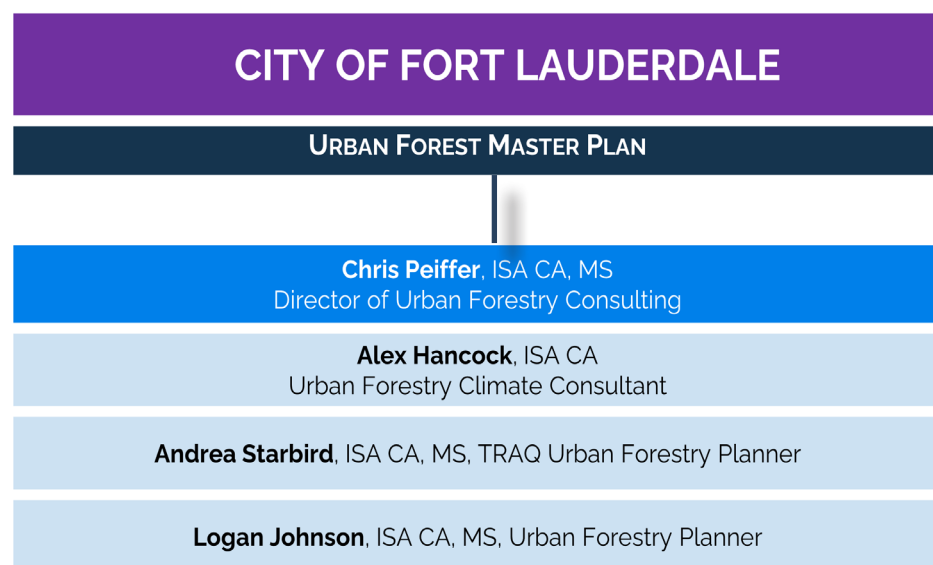 CITY OF FORT LAUDERDALE
URBAN FOREST MASTER PLAN
Chris Peiffer, ISA CA, MS
Director of Urban Forestry Consulting
Alex Hancock, ISA CA
Urban Forestry Climate Consultant
Andrea Starbird, ISA CA, MS, TRAQ Urban Forestry Planner
Logan Johnson, ISA CA, MS, Urban Forestry Planner